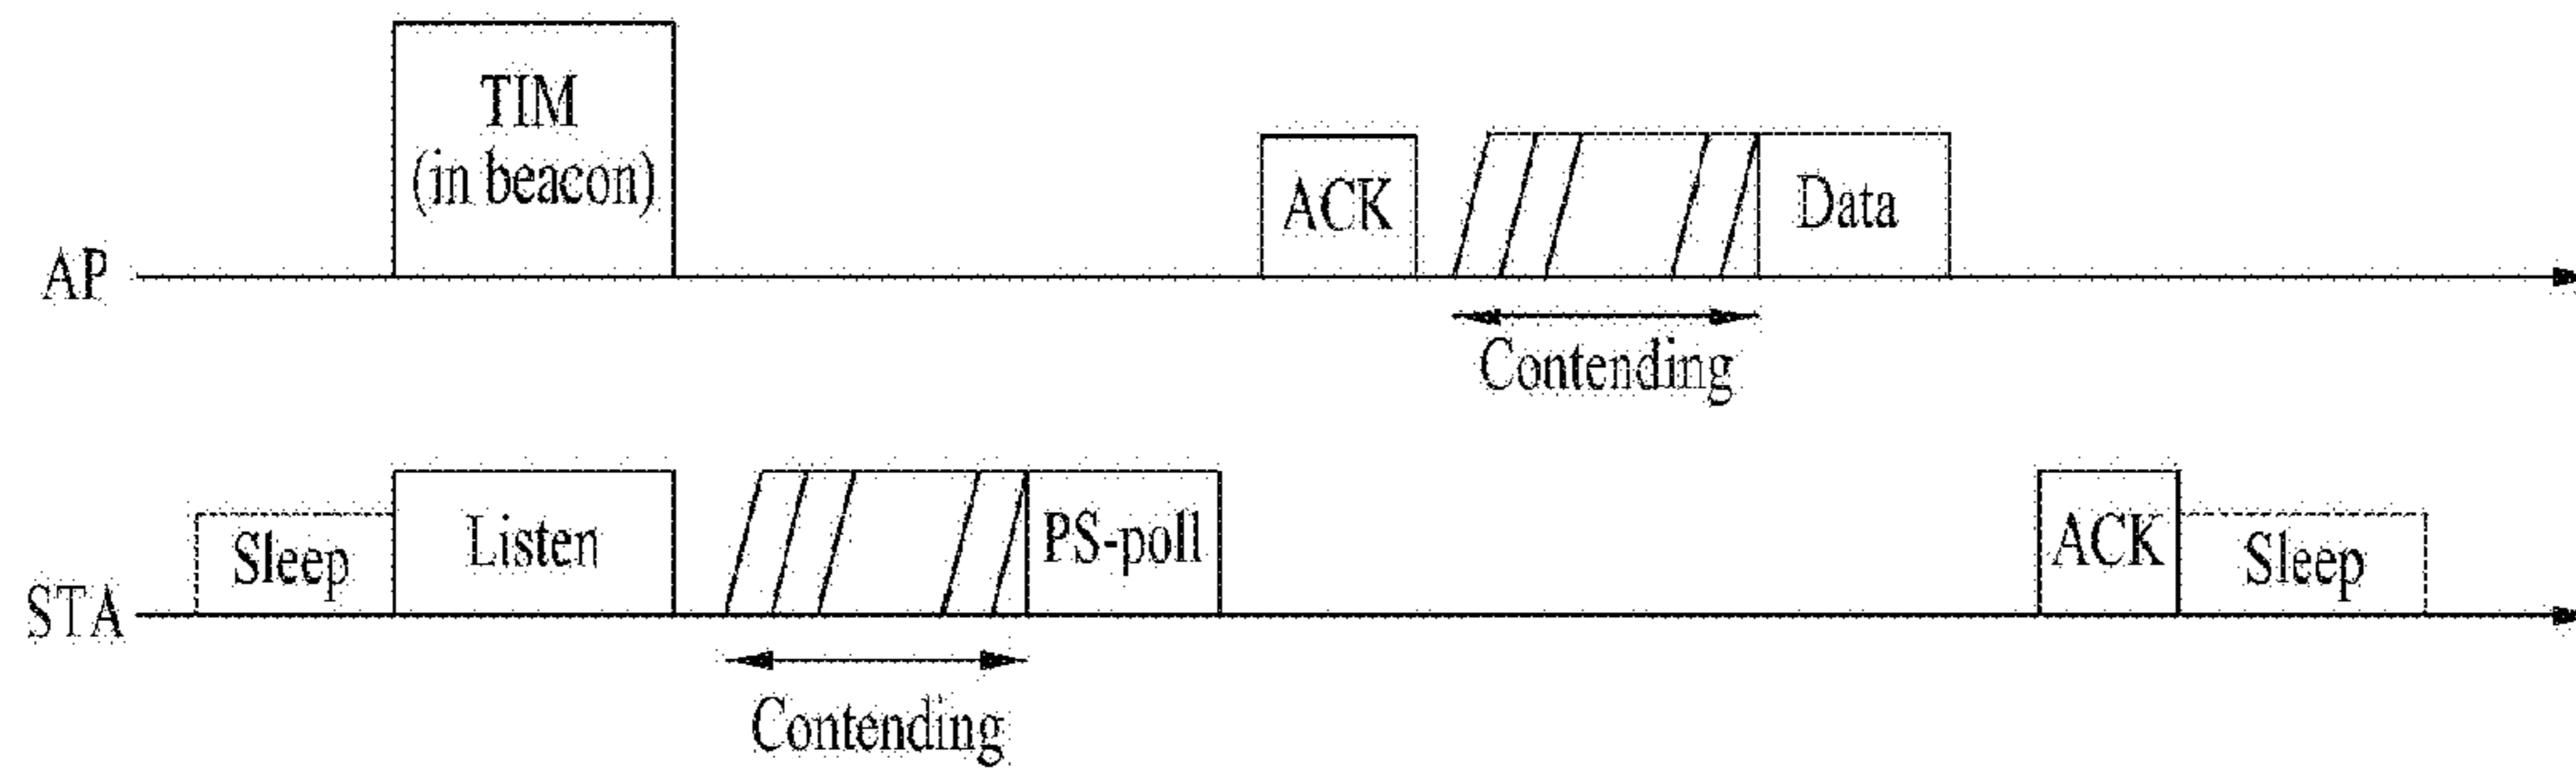 TIM
(in beacon)
ACK
Data
AP
Contending
Sleep
Listen
PS-poll
ACK
Sleep
STA
Contending